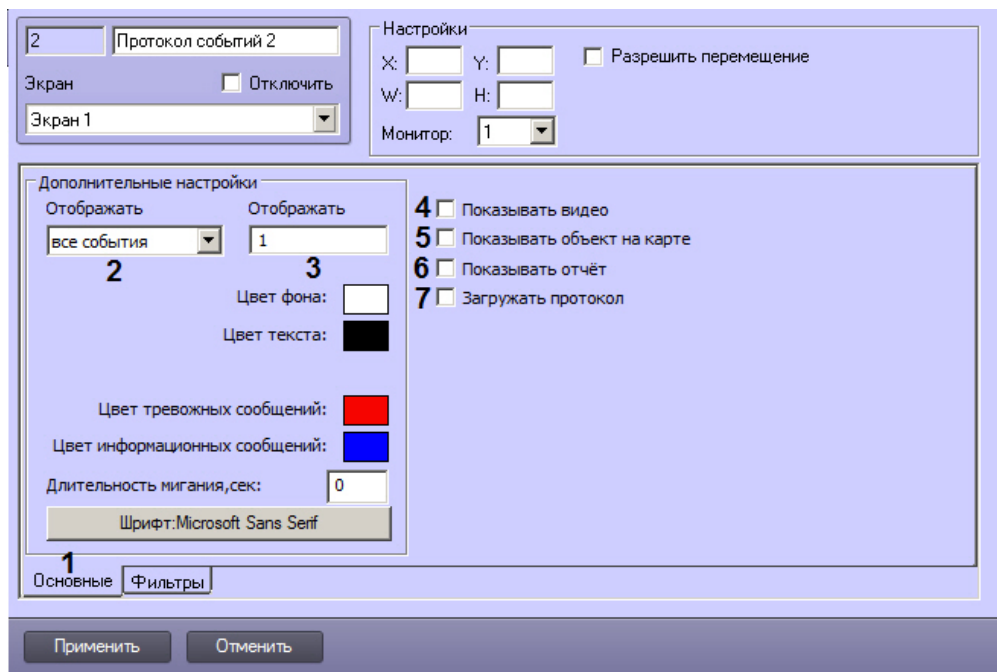 2 Протокол событий 2
Экран Отключить
Экран 1
Настройки
X: Y: Разрешить перемещение
W: H:
Монитор: 1
Дополнительные настройки
Отображать Отображать
все события 1
2 3
Цвет фона:
Цвет текста:
Цвет тревожных сообщений:
Цвет информационных сообщений:
Длительность мигания,сек: 0
Шрифт:Microsoft Sans Serif
4 Показывать видео
5 Показывать объект на карте
6 Показывать отчёт
7 Загружать протокол
1
Основные Фильтры
Применить Отменить